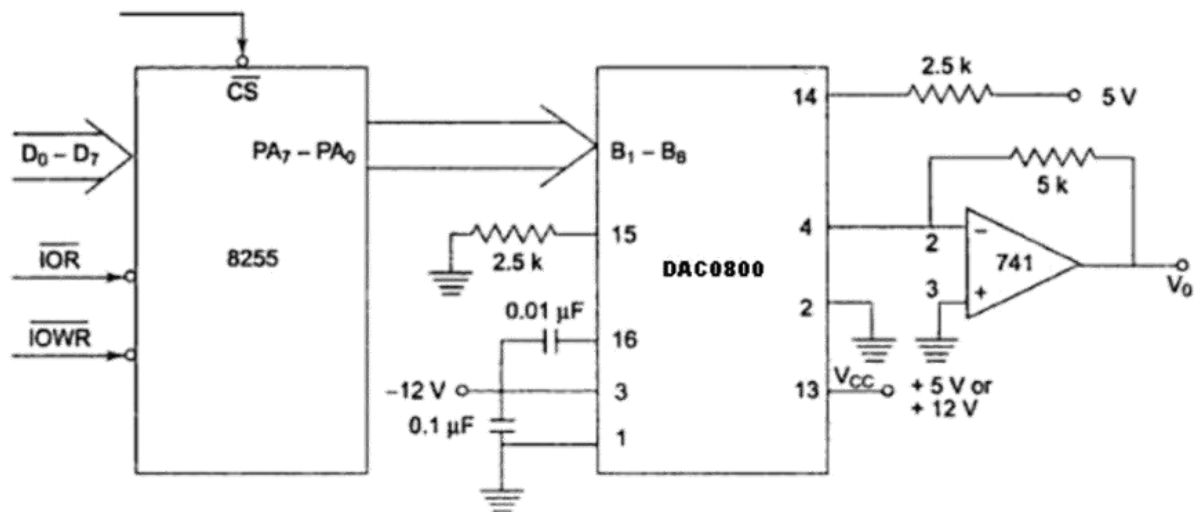 CS
D0 – D7
PA7 – PA0
IOR
8255
IOWR
B1 – B8
DAC0800
14
2.5 k
5 V
5 k
4
2
741
3
V0
15
2.5 k
2
0.01 µF
16
–12 V
3
0.1 µF
1
13
VCC
+ 5 V or
+ 12 V
−
+